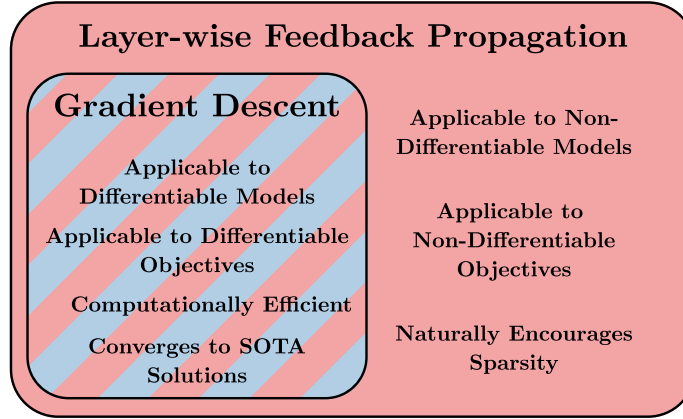 Layer-wise Feedback Propagation
Gradient Descent
Applicable to
Differentiable Models
Applicable to Differentiable
Objectives
Computationally Efficient
Converges to SOTA
Solutions
Applicable to Non-
Differentiable Models
Applicable to
Non-Differentiable
Objectives
Naturally Encourages
Sparsity